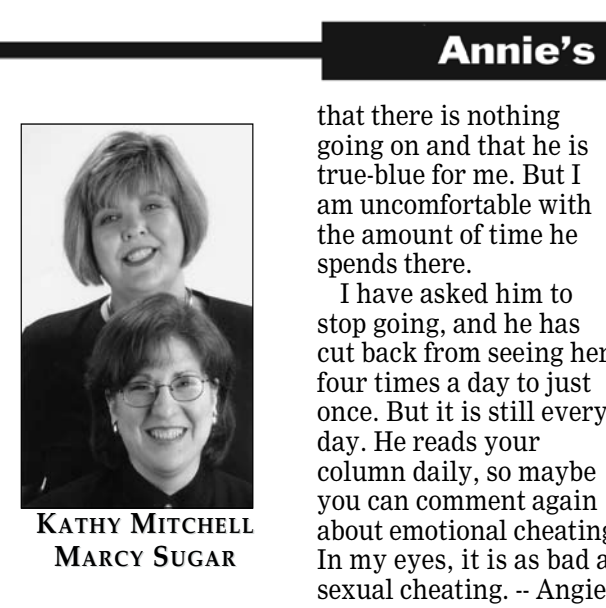 Annie's
KATHY MITCHELL
MARCY SUGAR
that there is nothing
going on and that he is
true-blue for me. But I
am uncomfortable with
the amount of time he
spends there.
I have asked him to
stop going, and he has
cut back from seeing her
four times a day to just
once. But it is still every
day. He reads your
column daily, so maybe
you can comment again
about emotional cheating
In my eyes, it is as bad a
sexual cheating. -- Angie